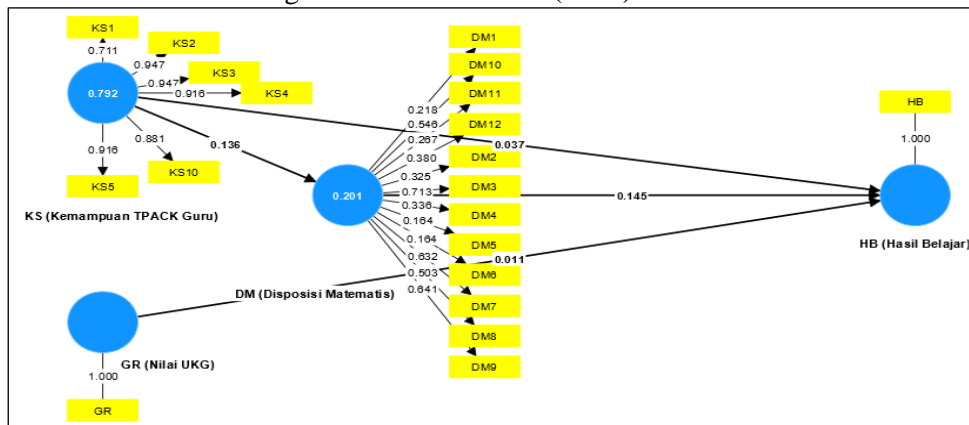 KS1
KS2
KS3
KS4
0.711
0.947
0.947
0.916
0.792
0.916
0.881
KS5
KS10
KS (Kemampuan TPACK Guru)
0.136
0.201
DM (Disposisi Matematis)
0.218
0.546
0.267
0.380
0.325
0.713
0.336
0.164
0.164
0.632
0.503
0.641
DM1
DM10
DM11
DM12
DM2
DM3
DM4
DM5
DM6
DM7
DM8
DM9
0.037
0.145
0.011
HB
1.000
HB (Hasil Belajar)
GR (Nilai UKG)
1.000
GR